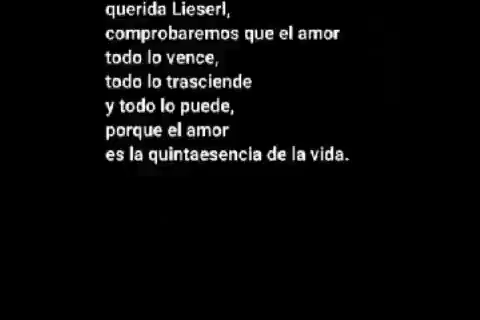 querida Lieserl,
comprobaremos que el amor
todo lo vence,
todo lo trasciende
y todo lo puede,
porque el amor
es la quintaesencia de la vida.